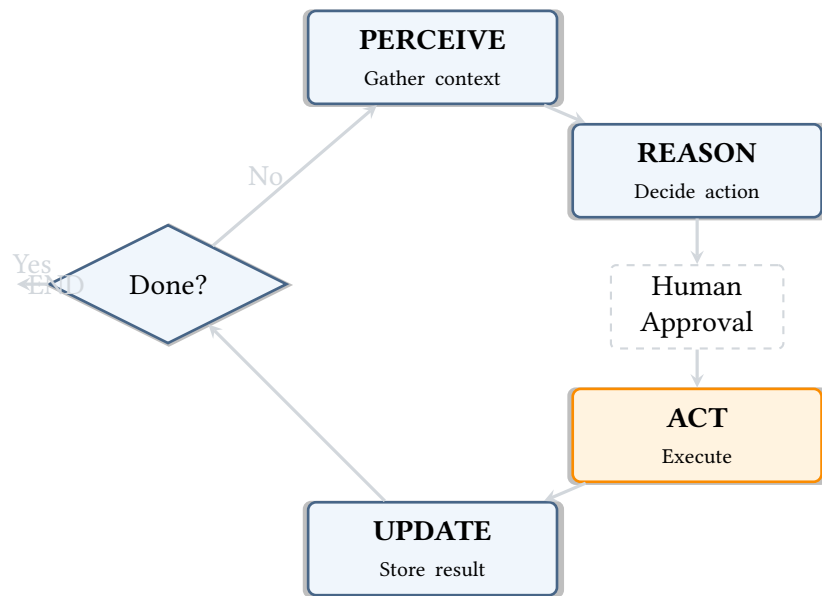 PERCEIVE
Gather context
REASON
Decide action
No
Yes
END
Done?
Human
Approval
ACT
Execute
UPDATE
Store result